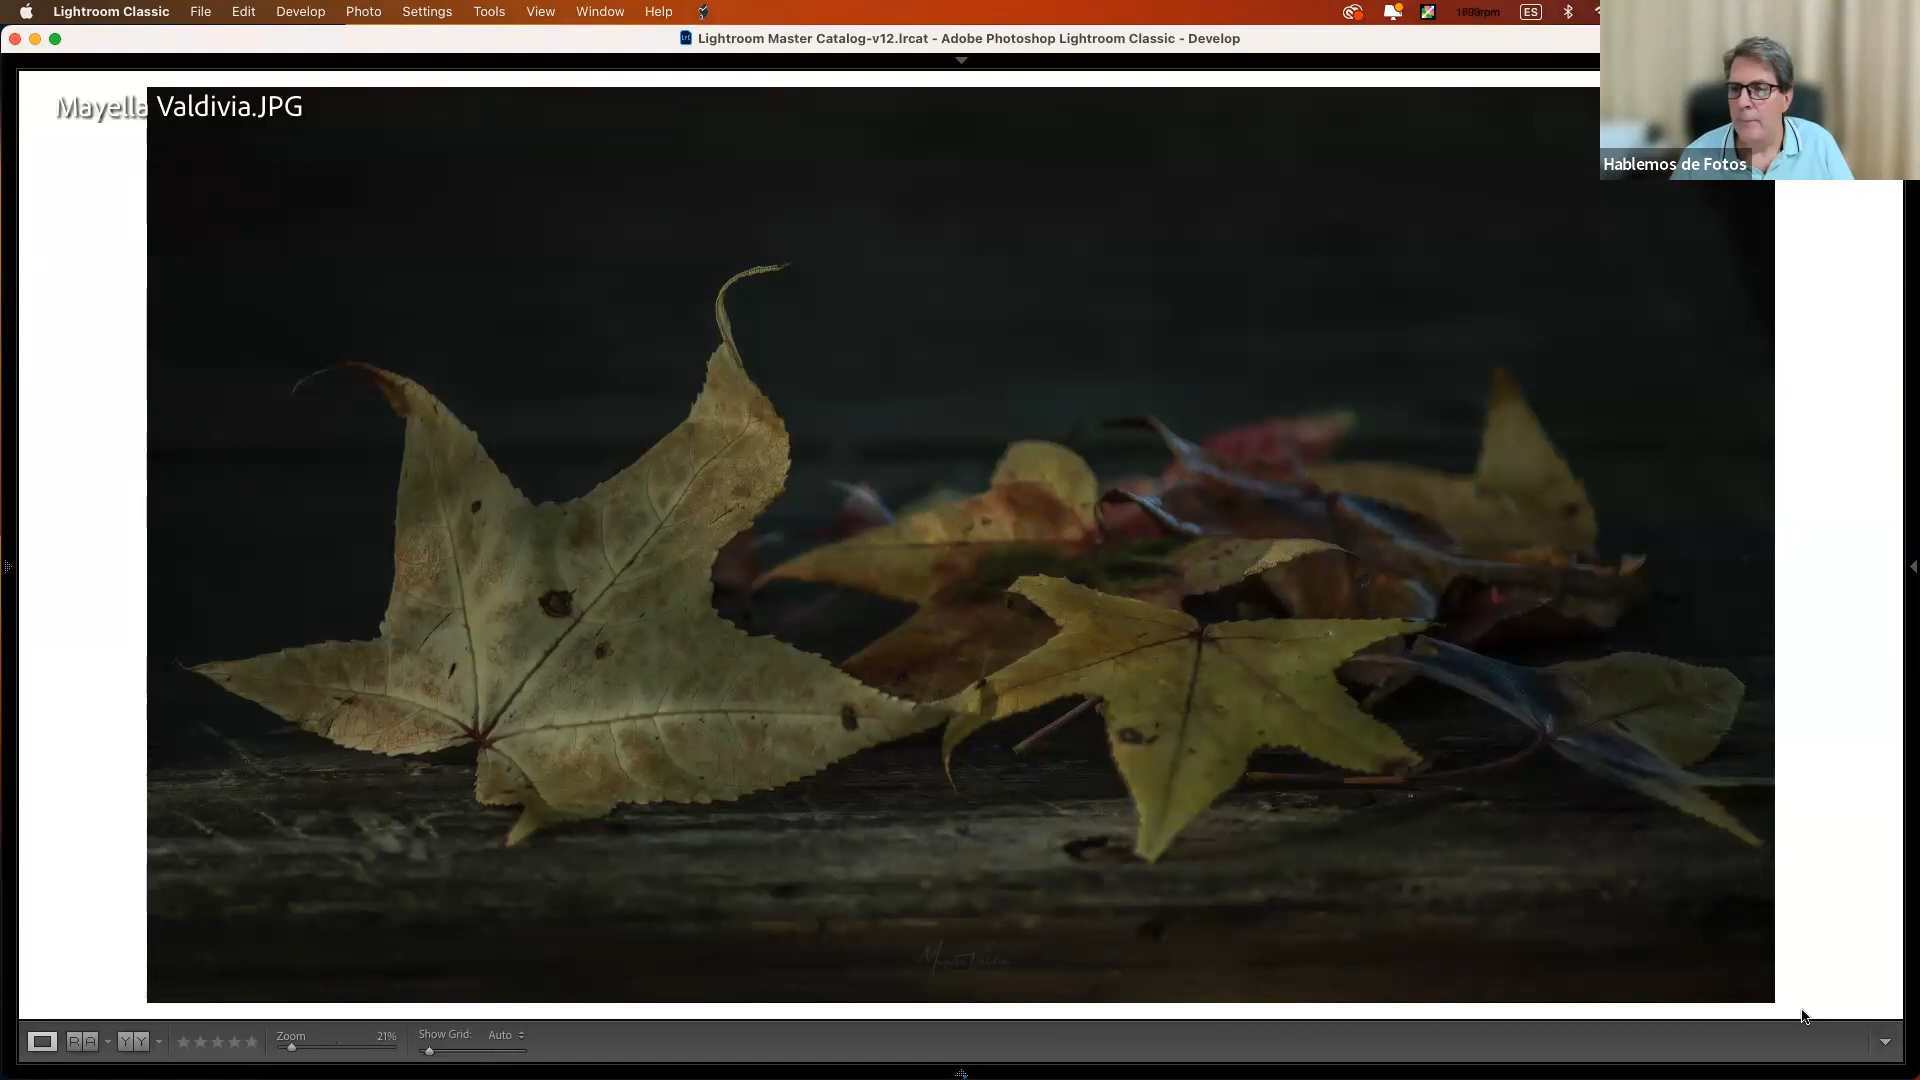 Lightroom Classic File Edit Develop Photo Settings Tools View Window Help ES
Lightroom Master Catalog-v12.lrcat - Adobe Photoshop Lightroom Classic - Develop
Mayella Valdivia.JPG
Hablemos de Fotos
R A Y Y Zoom 21% Show Grid: Auto